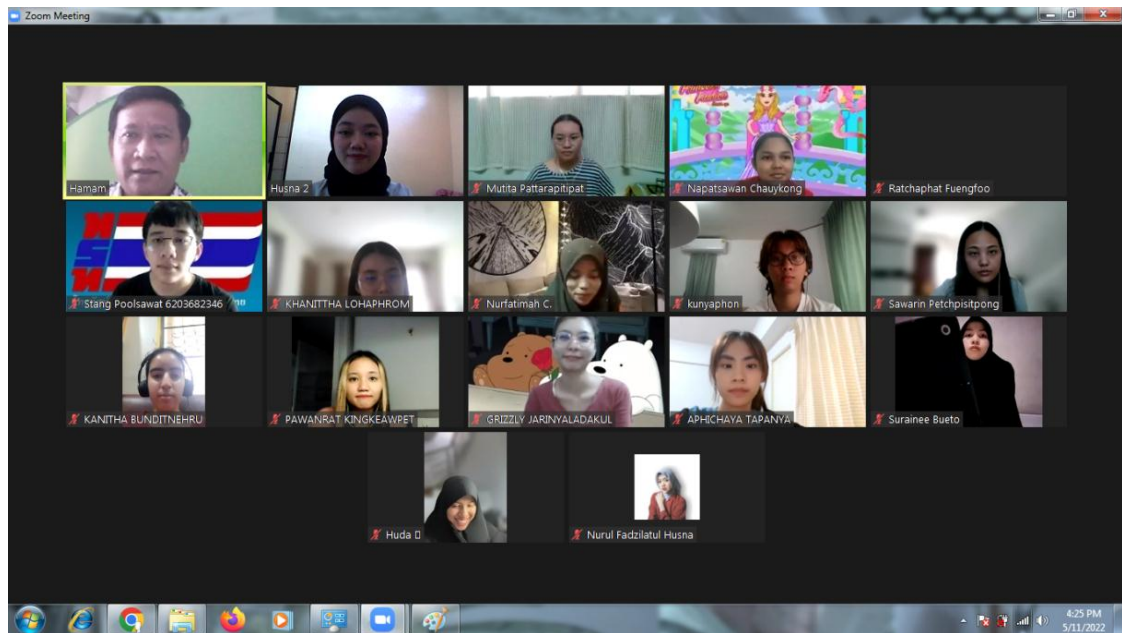 Zoom Meeting
Hamam
Husna 2
Mutita Pattarapitipat
Napatsawan Chauykong
Ratchaphat Fuengfoo
Stang Poolsawat 6203682346
KHANITTHA LOHAPHROM
Nurfatimah C.
kunyaphon
Sawarin Petchpisitpong
KANITHA BUNDITNEHRU
PAWANRAT KINGKEAWPET
GRIZZLY JARINYALADAKUL
APHICHAYA TAPANYA
Surainee Bueto
Huda
Nurul Fadzilatul Husna
4:25 PM
5/11/2022